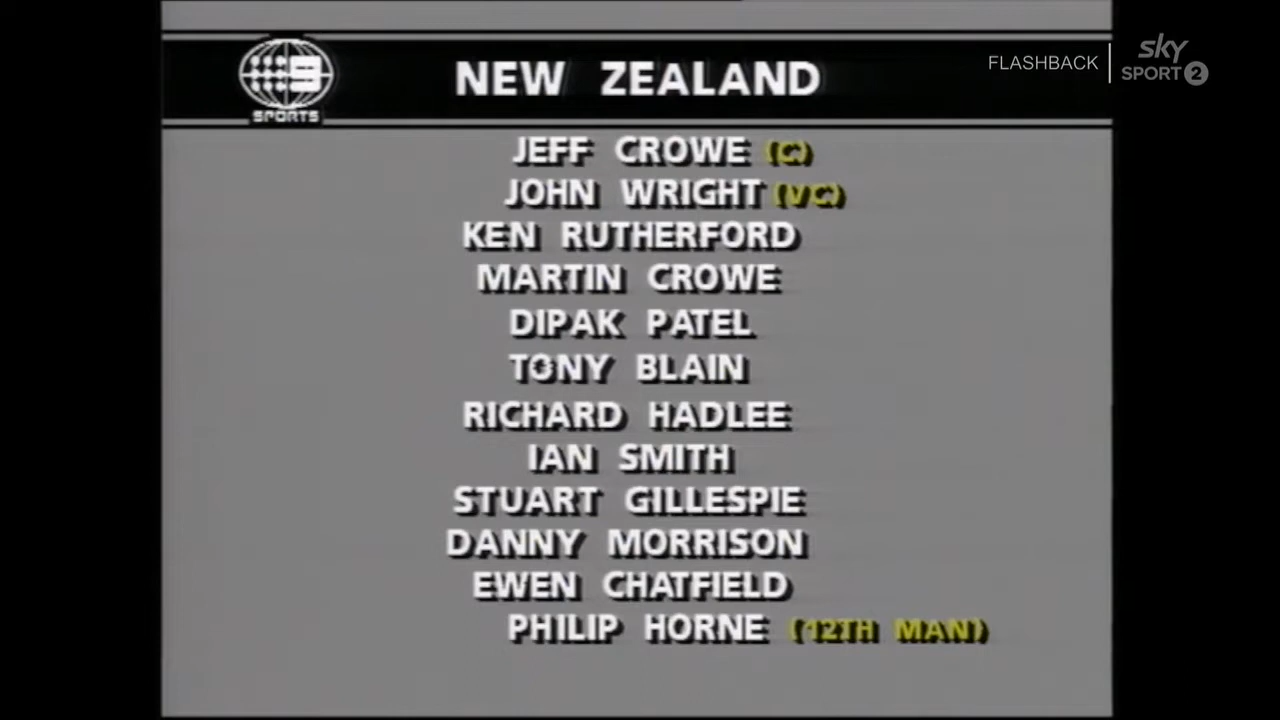 FLASHBACK
sky
SPORT 2
9
SPORTS
NEW ZEALAND
JEFF CROWE (C)
JOHN WRIGHT (VC)
KEN RUTHERFORD
MARTIN CROWE
DIPAK PATEL
TONY BLAIN
RICHARD HADLEE
IAN SMITH
STUART GILLESPIE
DANNY MORRISON
EWEN CHATFIELD
PHILIP HORNE (12TH MAN)